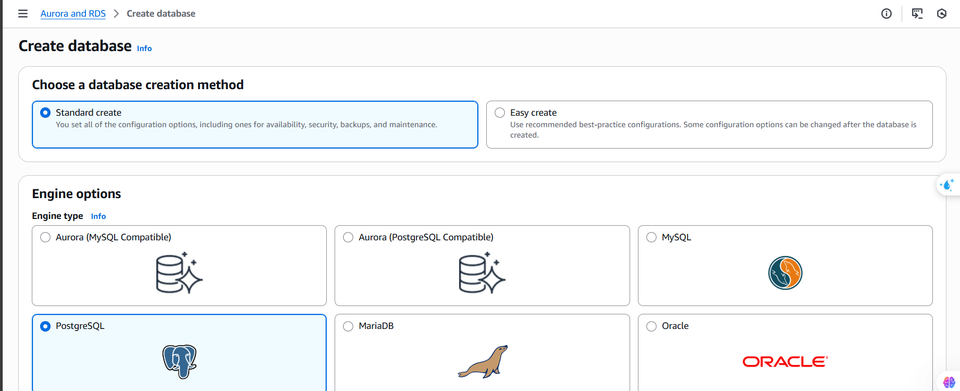 Aurora and RDS > Create database
Create database Info
Choose a database creation method
Standard create
You set all of the configuration options, including ones for availability, security, backups, and maintenance.
Easy create
Use recommended best-practice configurations. Some configuration options can be changed after the database is
created.
Engine options
Engine type Info
Aurora (MySQL Compatible)
Aurora (PostgreSQL Compatible)
MySQL
PostgreSQL
MariaDB
Oracle
ORACLE®